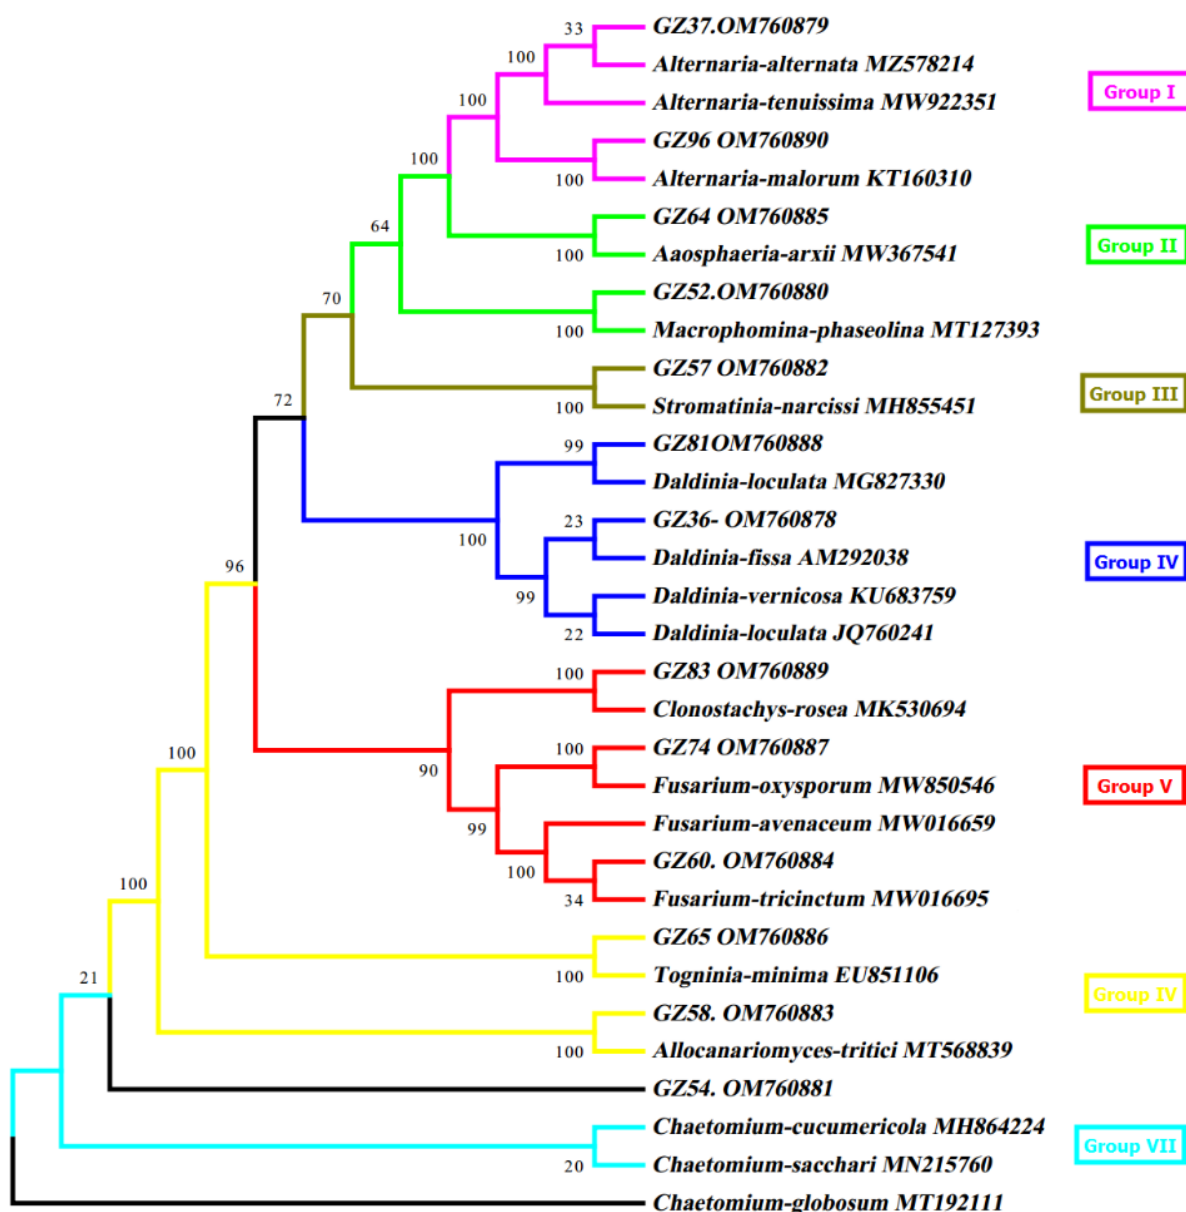 33
GZ37.OM760879
100
Alternaria-alternata MZ578214
Group I
100
Alternaria-tenuissima MW922351
100
GZ96 OM760890
100
Alternaria-malorum KT160310
64
GZ64 OM760885
Group II
100
Aaosphaeria-arxii MW367541
70
GZ52.OM760880
100
Macrophomina-phaseolina MT127393
72
GZ57 OM760882
Group III
100
Stromatinia-narcissi MH855451
99
GZ81OM760888
Daldinia-loculata MG827330
23
GZ36- OM760878
100
Daldinia-fissa AM292038
Group IV
96
99
Daldinia-vernicosa KU683759
22
Daldinia-loculata JQ760241
100
GZ83 OM760889
Clonostachys-rosea MK530694
100
100
GZ74 OM760887
90
Fusarium-oxysporum MW850546
Group V
99
Fusarium-avenaceum MW016659
100
GZ60. OM760884
100
34
Fusarium-tricinctum MW016695
GZ65 OM760886
21
100
Togninia-minima EU851106
Group IV
GZ58. OM760883
100
Allocanariomyces-tritici MT568839
GZ54. OM760881
Chaetomium-cucumericola MH864224
Group VII
20
Chaetomium-sacchari MN215760
Chaetomium-globosum MT192111